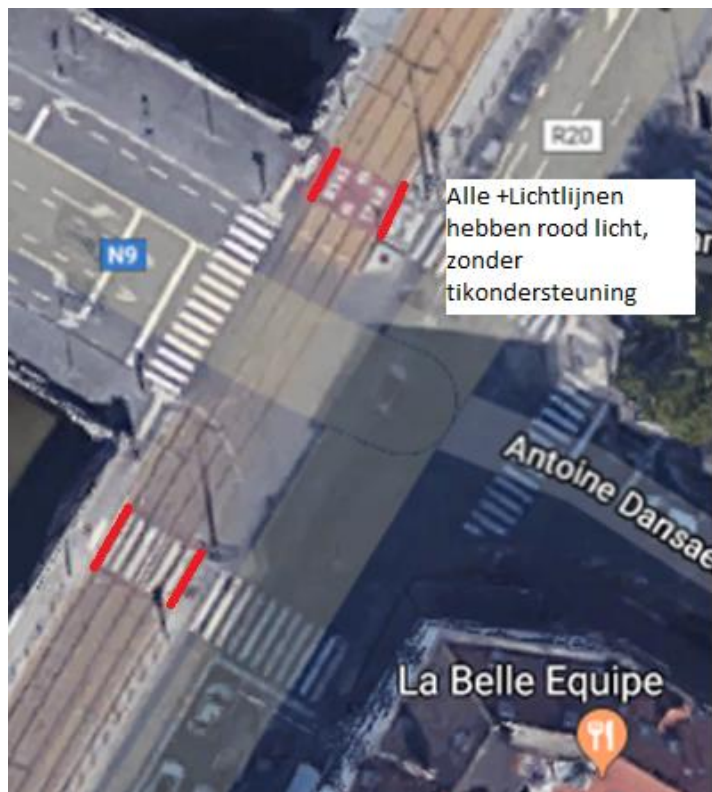 R20
Alle +Lichtlijnen
hebben rood licht,
zonder
tikondersteuning
N9
Antoine Dansae
La Belle Equipe